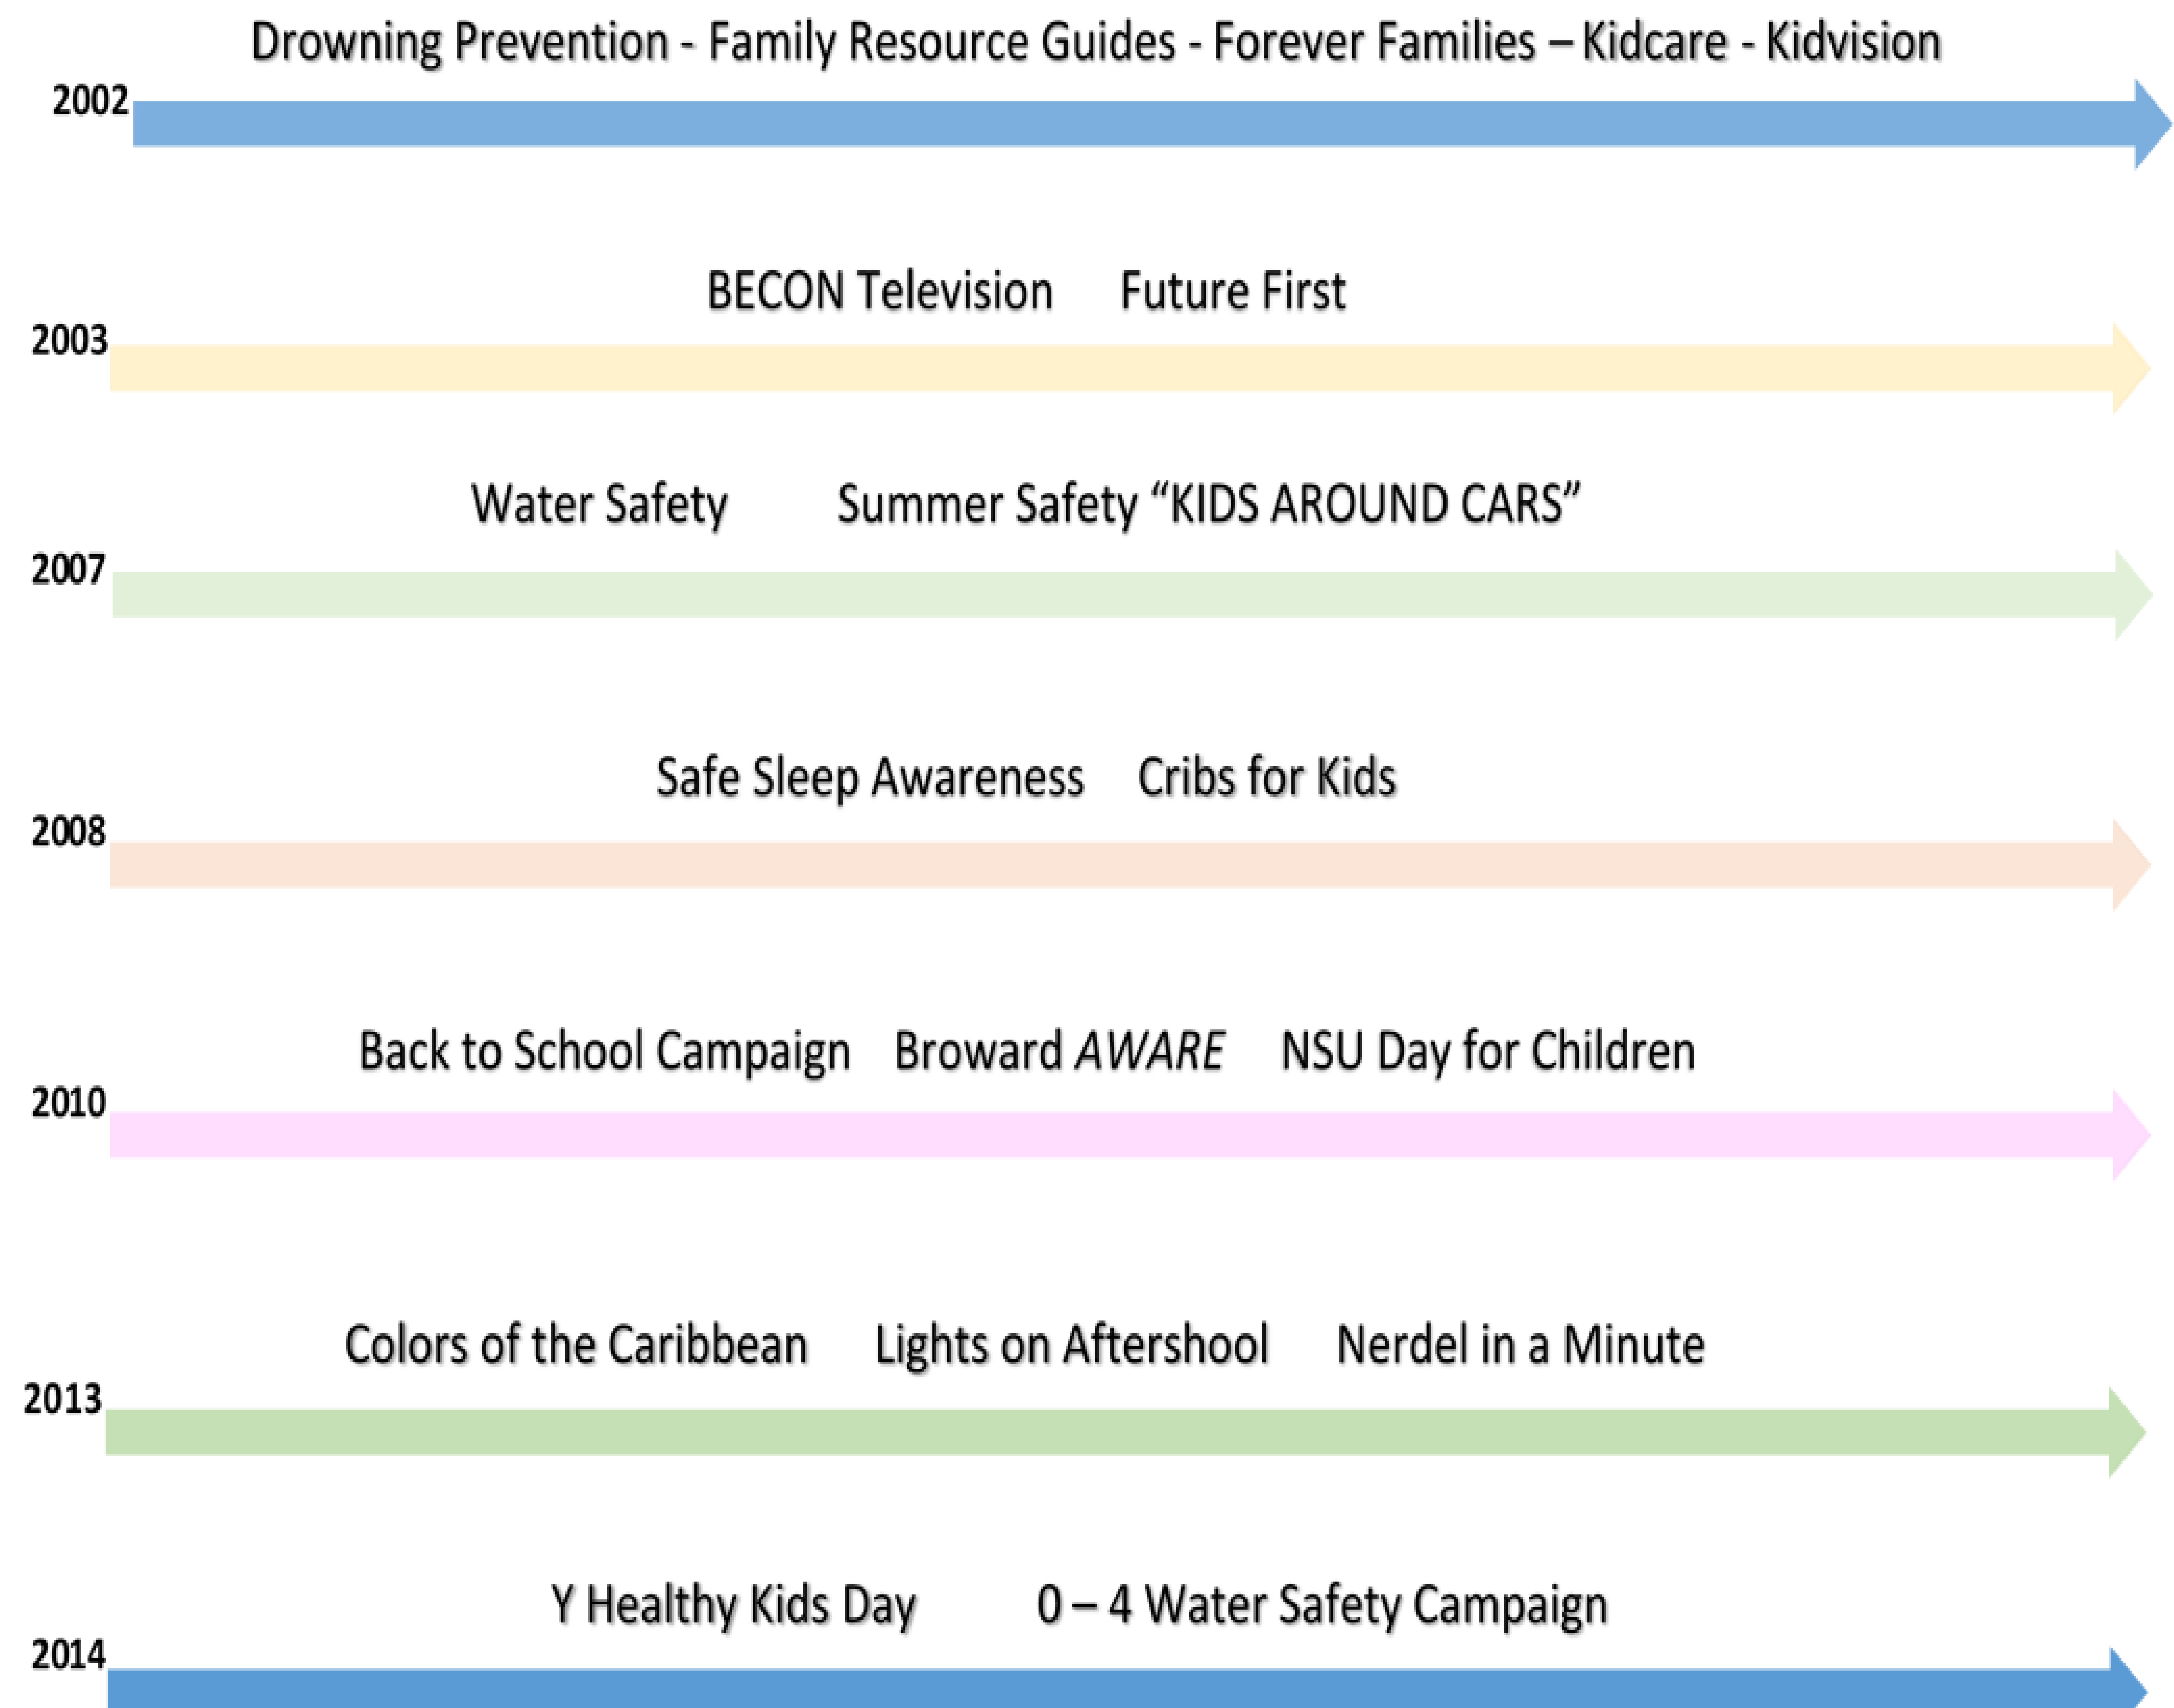 Drowning Prevention - Family Resource Guides - Forever Families – Kidcare - Kidvision
2002
BECON Television Future First
2003
Water Safety Summer Safety “KIDS AROUND CARS”
2007
Safe Sleep Awareness Cribs for Kids
2008
Back to School Campaign Broward AWARE NSU Day for Children
2010
Colors of the Caribbean Lights on Aftershool Nerdel in a Minute
2013
Y Healthy Kids Day 0 – 4 Water Safety Campaign
2014